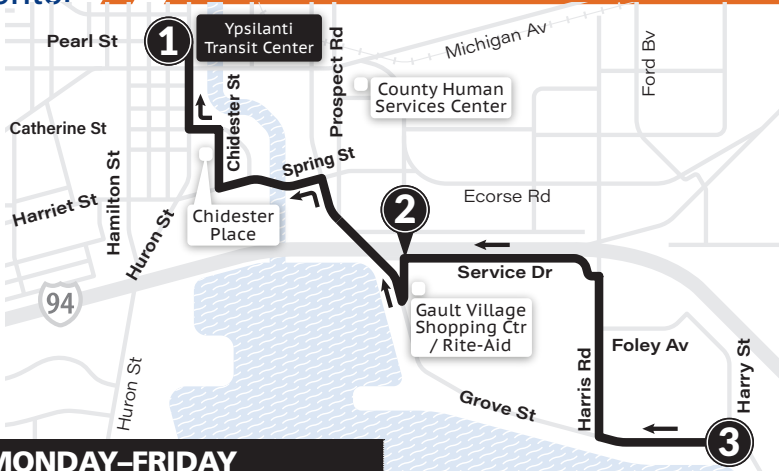 Pearl St
1
Ypsilanti
Transit Center
Prospect Rd
Michigan Av
Ford Bv
County Human
Services Center
Catherine St
Chidester St
Spring St
Hamilton St
Harriet St
Huron St
Chidester
Place
2
Ecorse Rd
94
Service Dr
Gault Village
Shopping Ctr
/ Rite-Aid
Foley Av
Harris Rd
Harry St
Huron St
Grove St
3
MONDAY–FRIDAY